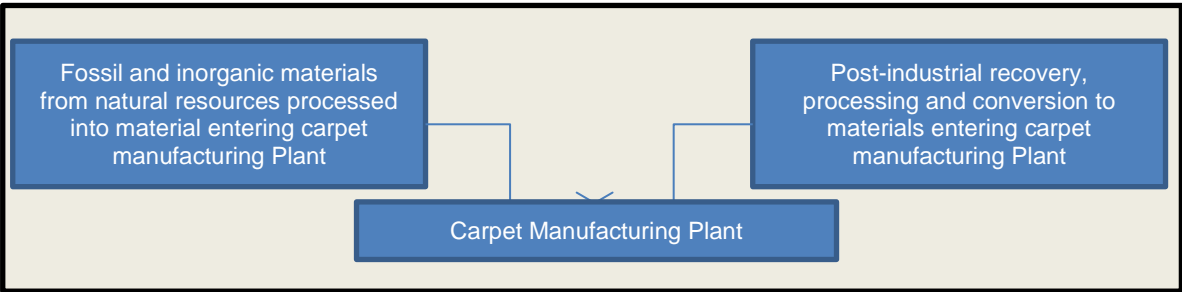 Fossil and inorganic materials
from natural resources processed
into material entering carpet
manufacturing Plant
Post-industrial recovery,
processing and conversion to
materials entering carpet
manufacturing Plant
Carpet Manufacturing Plant